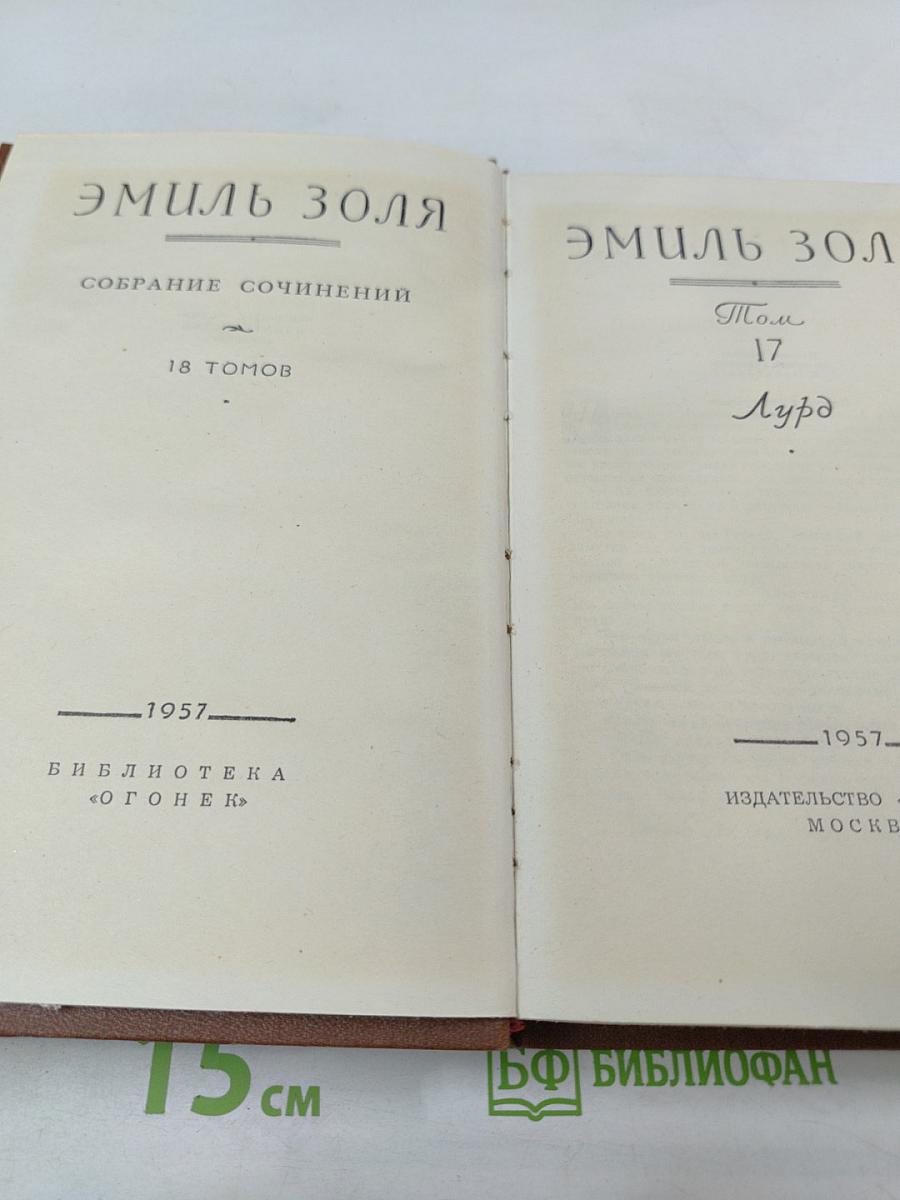 ЭМИЛЬ ЗОЛЯ
СОБРАНИЕ СОЧИНЕНИЙ
18 ТОМОВ
1957
БИБЛИОТЕКА
«ОГОНЕК»
ЭМИЛЬ ЗОЛ
Том
17
Лурд
1957
ИЗДАТЕЛЬСТВО «
МОСКВ
15 см
БФ БИБЛИОФАН